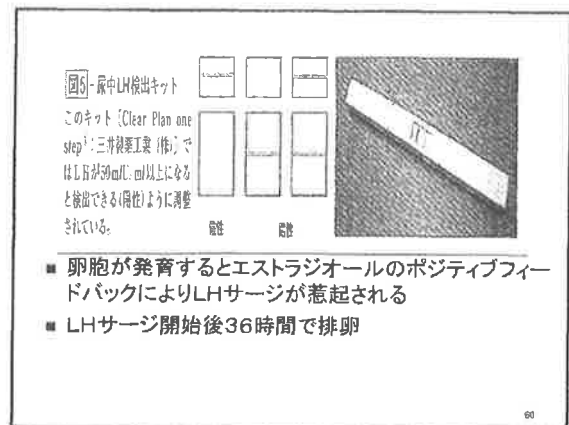 図5-尿中LH検出キット
このキット〔Clear Plan one
step：三井製薬工業（株）〕で
はLHが50mIU/ml以上になる
と検出できる（陽性）ように調整
されている。
陰性 陽性
■ 卵胞が発育するとエストラジオールのポジティブフィー
ドバックによりLHサージが惹起される
■ LHサージ開始後36時間で排卵
60